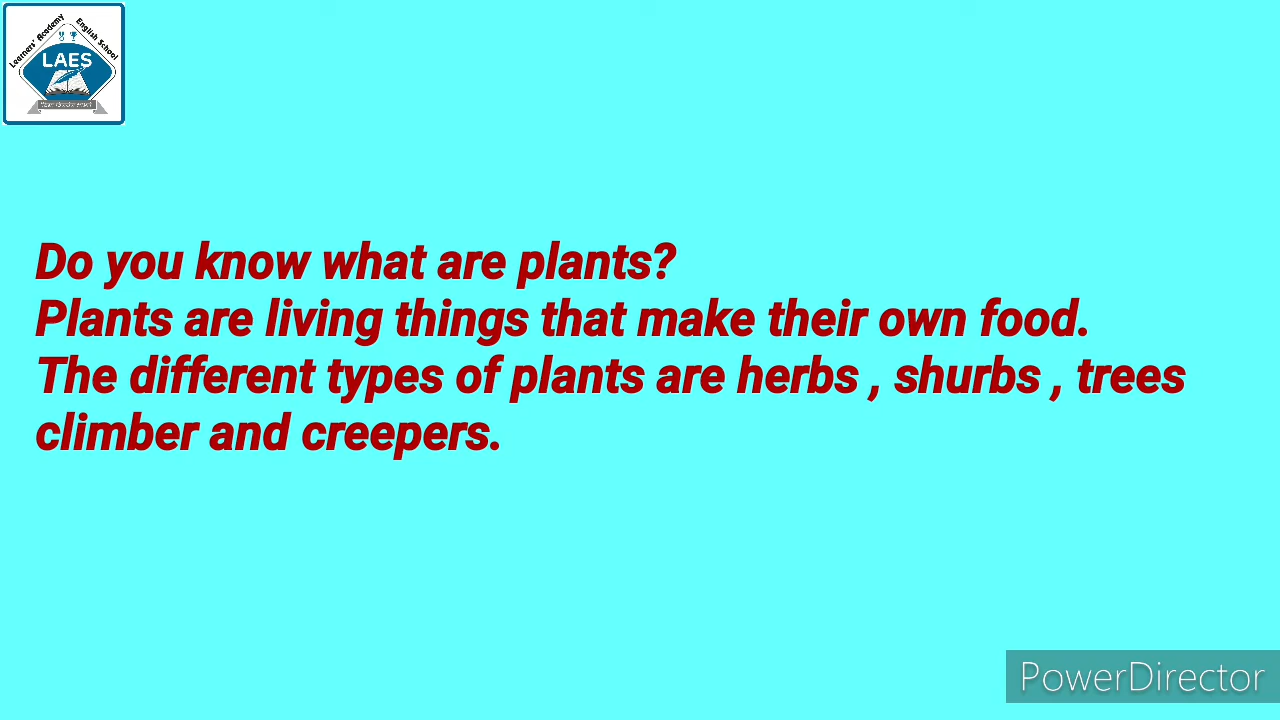 Learners' Academy English School
LAES
Do you know what are plants?
Plants are living things that make their own food.
The different types of plants are herbs , shurbs , trees
climber and creepers.
PowerDirector